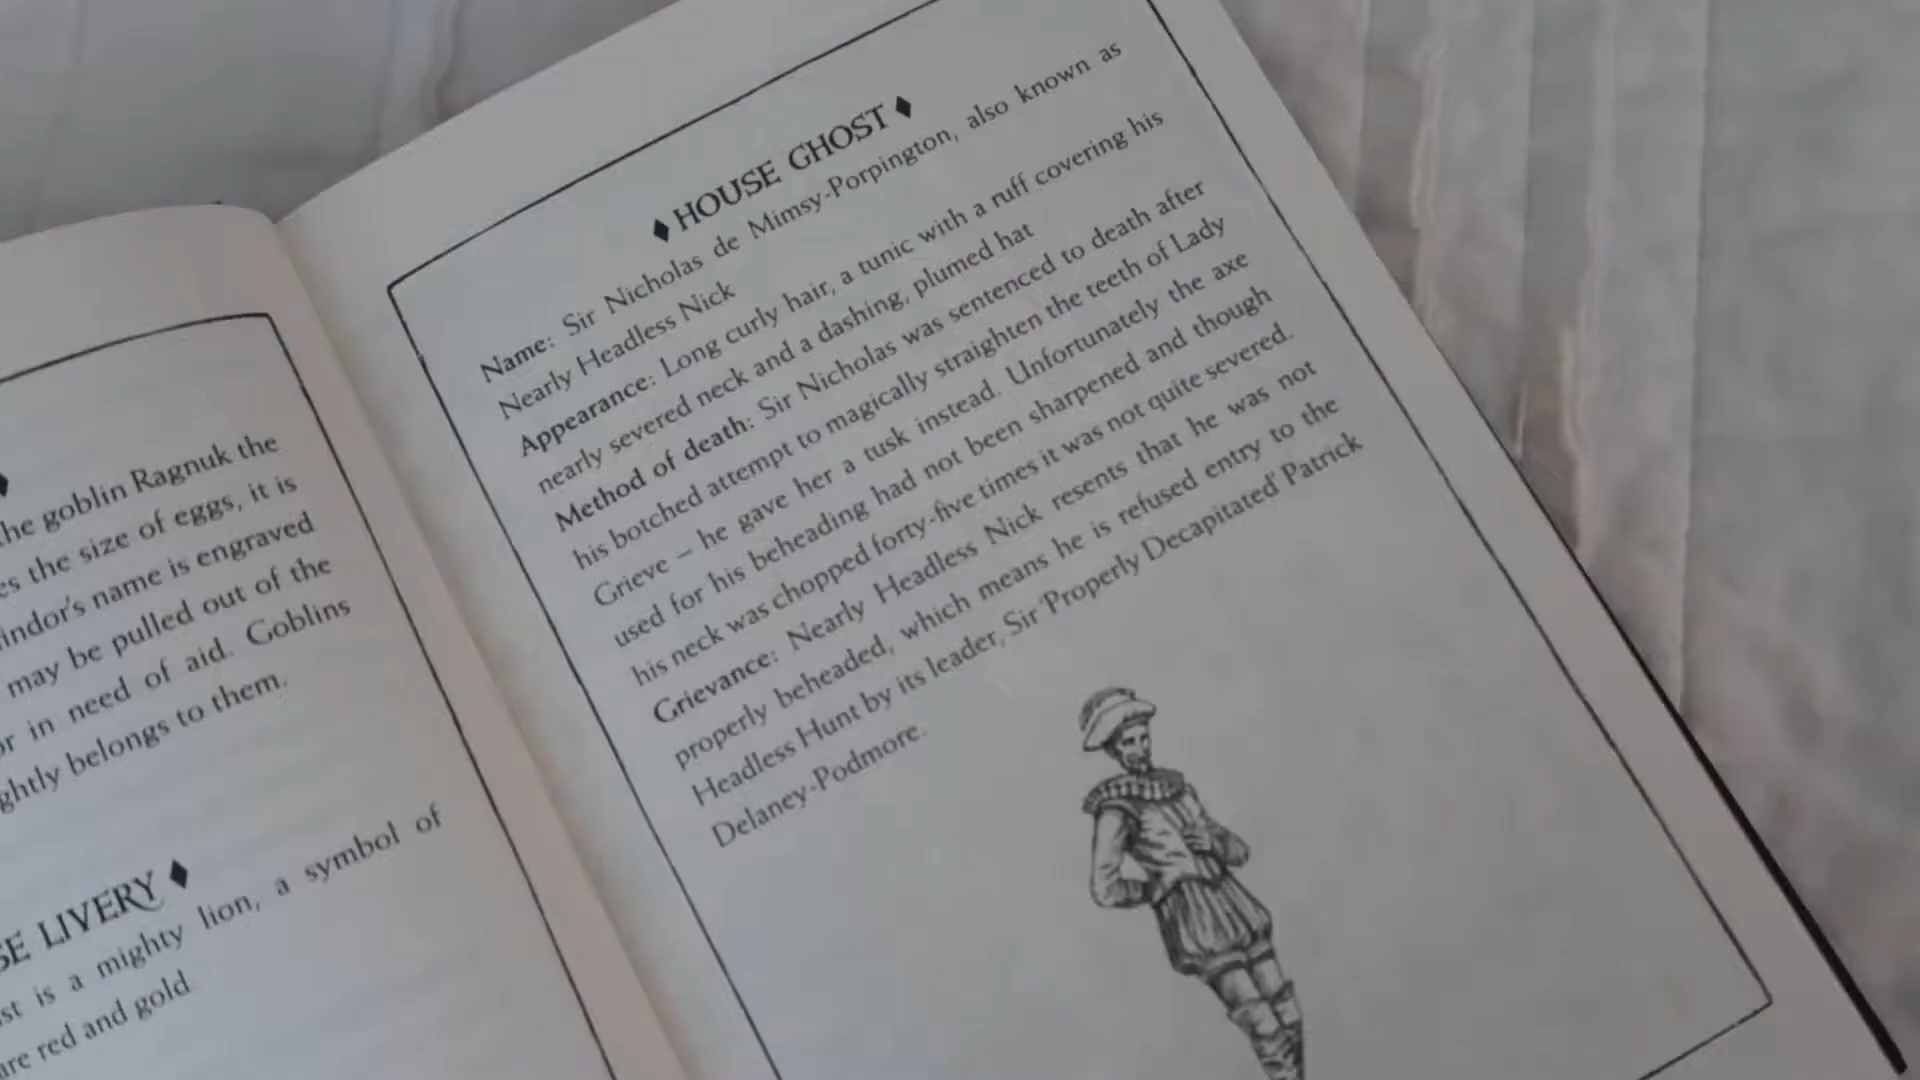 the goblin Ragnuk the
the size of eggs, it is
name is engraved
may be pulled out of the
in need of aid. Goblins
belongs to them.
LIVERY ♦
is a mighty lion, a symbol of
are red and gold
♦ HOUSE GHOST ♦
Name: Sir Nicholas de Mimsy-Porpington, also known as
Nearly Headless Nick
Appearance: Long curly hair, a tunic with a ruff covering his
nearly severed neck and a dashing, plumed hat
Method of death: Sir Nicholas was sentenced to death after
his botched attempt to magically straighten the teeth of Lady
Grieve – he gave her a tusk instead. Unfortunately the axe
used for his beheading had not been sharpened and though
his neck was chopped forty-five times it was not quite severed.
Grievance: Nearly Headless Nick resents that he was not
properly beheaded, which means he is refused entry to the
Headless Hunt by its leader, Sir 'Properly Decapitated' Patrick
Delaney-Podmore.